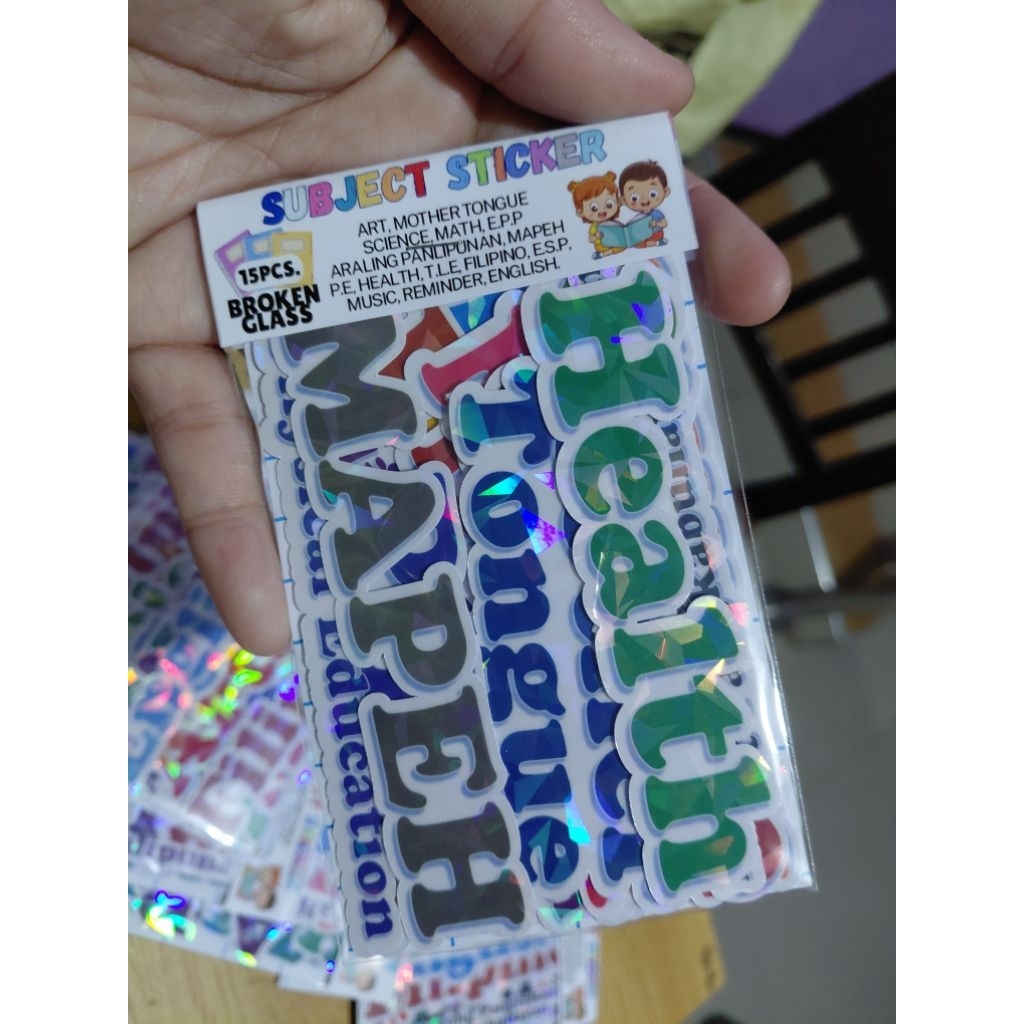 SUBJECT STICKER
ART, MOTHER TONGUE
SCIENCE, MATH, E.P.P
ARALING PANLIPUNAN, MAPEH
P.E, HEALTH, T.L.E, FILIPINO, E.S.P,
MUSIC, REMINDER, ENGLISH.
15PCS.
BROKEN
GLASS
Education
MAPEH
Tongue
Health